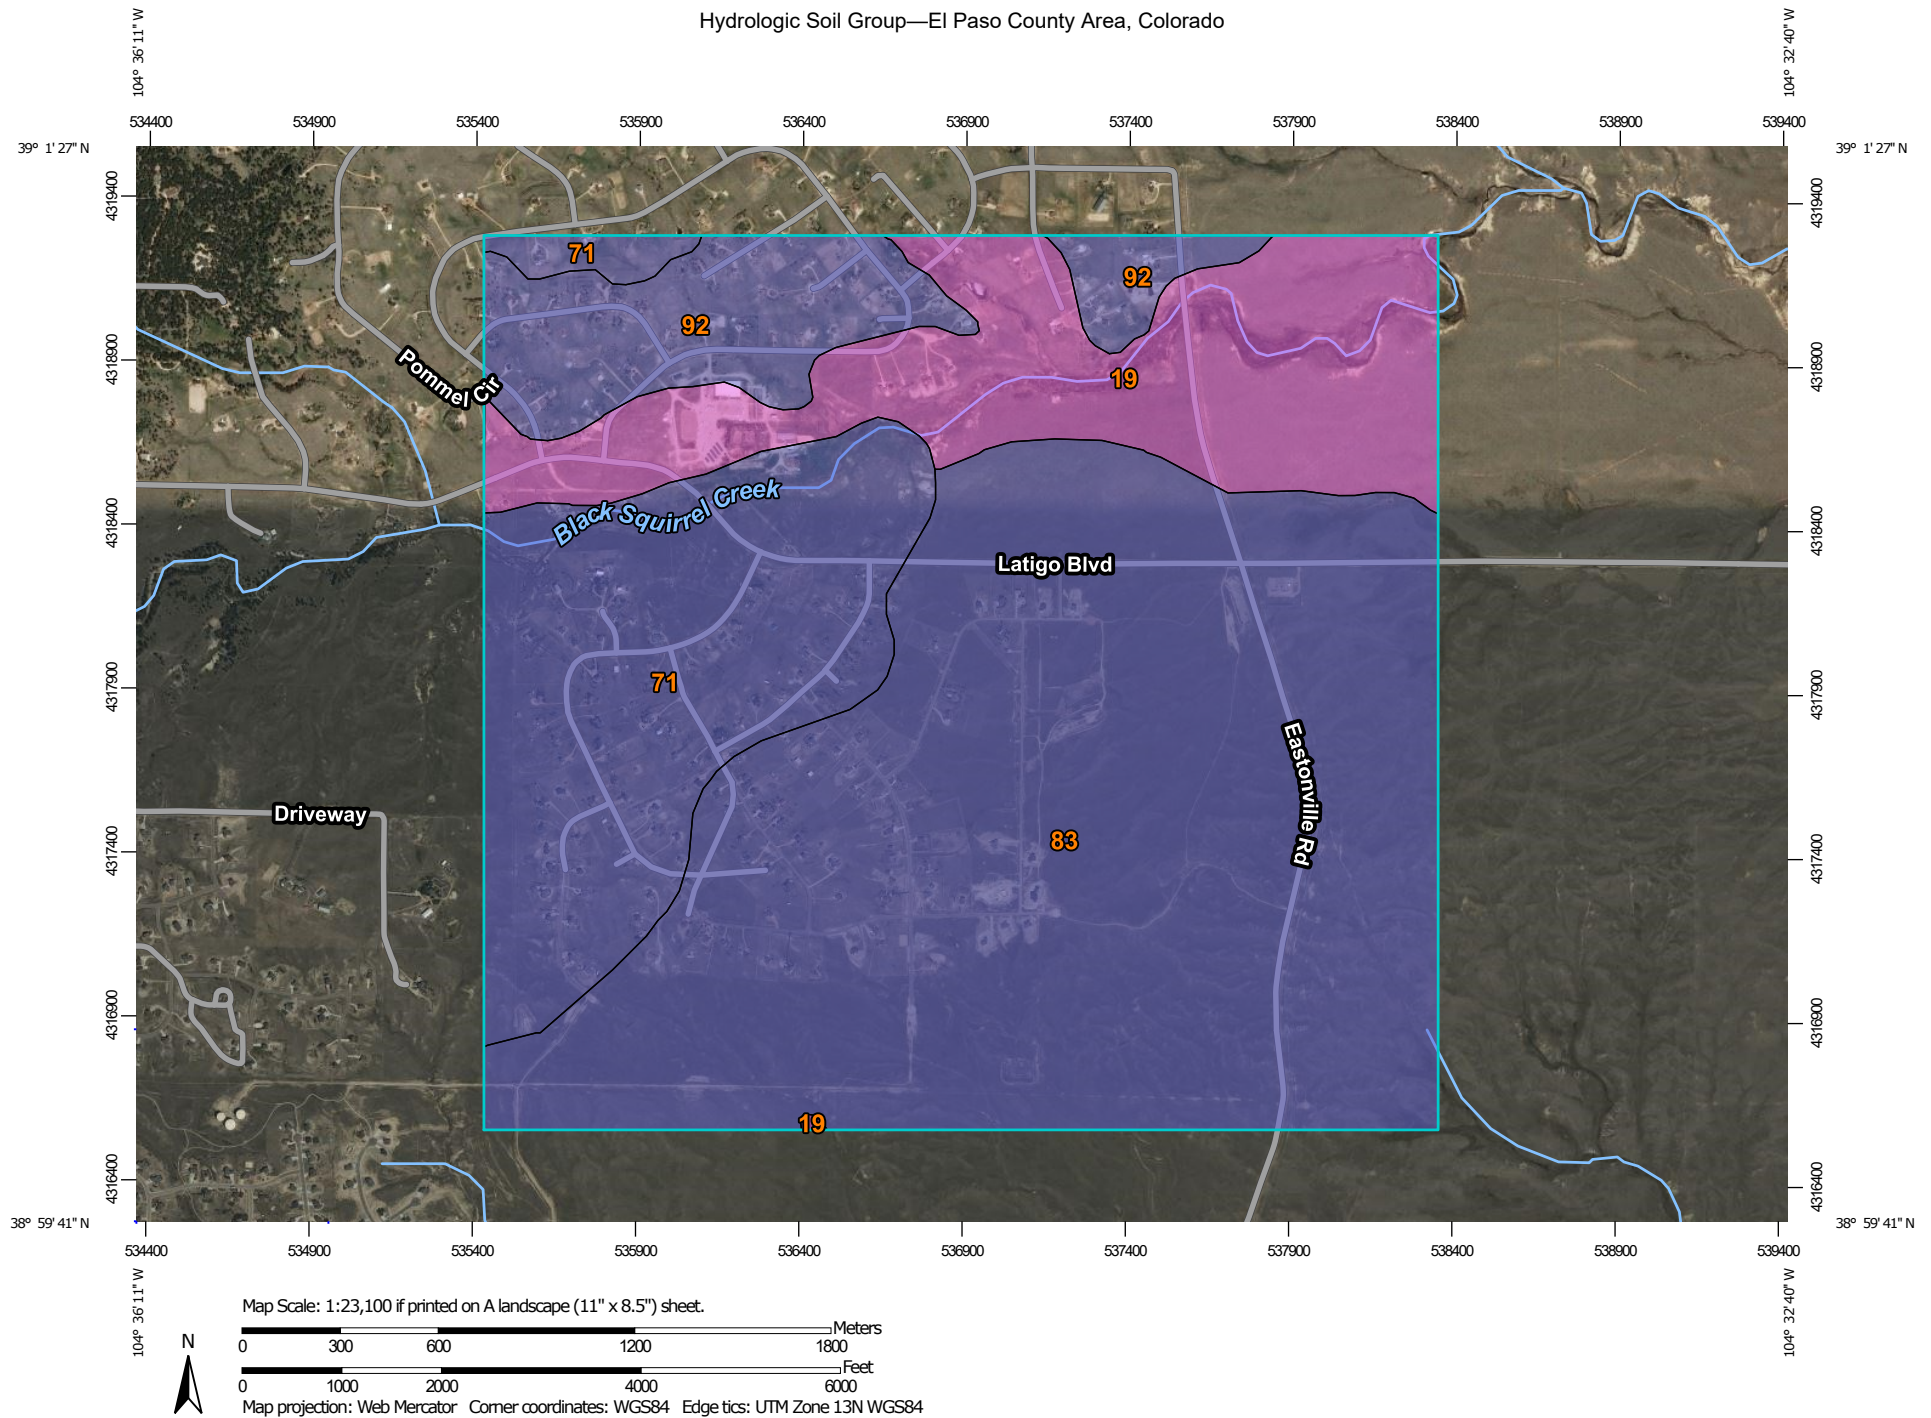 Hydrologic Soil Group—El Paso County Area, Colorado
104° 36' 11" W
104° 32' 40" W
534400 534900 535400 535900 536400 536900 537400 537900 538400 538900 539400
39° 1' 27" N
39° 1' 27" N
4319400
4319400
71
92
92
4318900
4318900
Pommel Cir
19
Black Squirrel Creek
4318400
4318400
Latigo Blvd
71
4317900
4317900
Eastonville Rd
Driveway
83
4317400
4317400
4316900
4316900
19
4316400
4316400
38° 59' 41" N
38° 59' 41" N
534400 534900 535400 535900 536400 536900 537400 537900 538400 538900 539400
104° 36' 11" W
104° 32' 40" W
Map Scale: 1:23,100 if printed on A landscape (11" x 8.5") sheet.
Meters
0 300 600 1200 1800
N
Feet
0 1000 2000 4000 6000
Map projection: Web Mercator Corner coordinates: WGS84 Edge tics: UTM Zone 13N WGS84